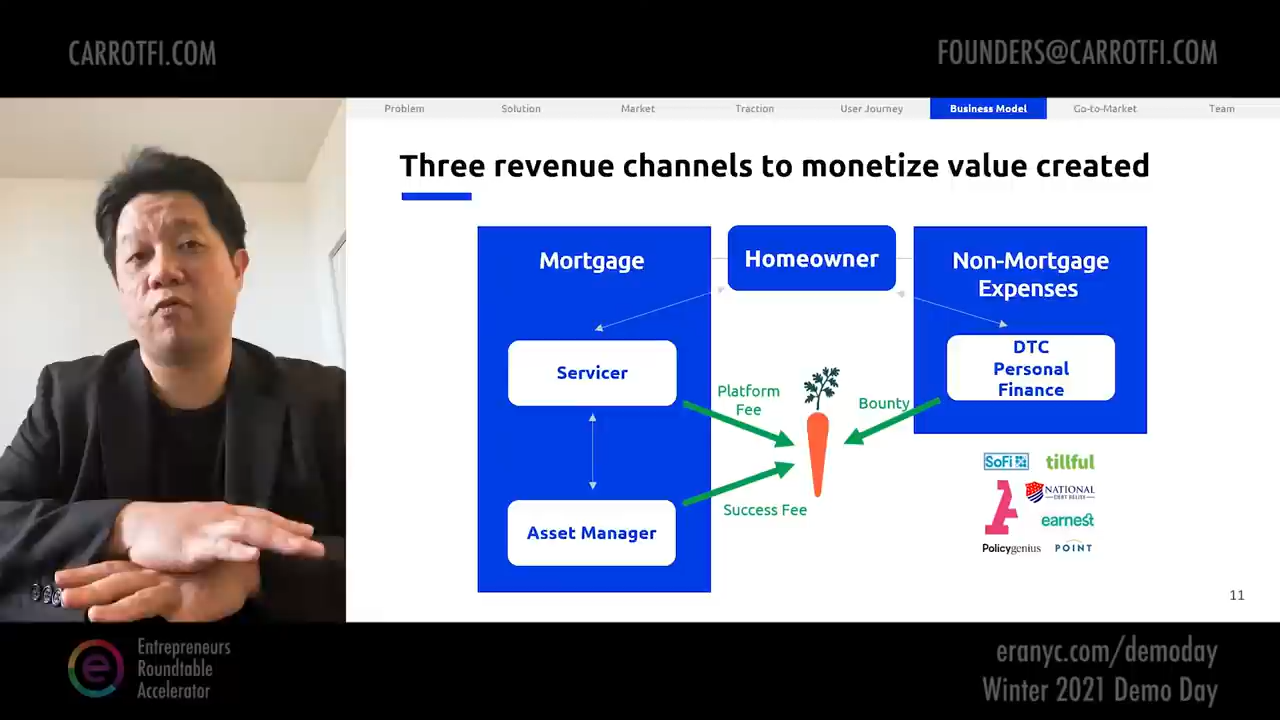 CARROTFI.COM
FOUNDERS@CARROTFI.COM
Problem
Solution
Market
Traction
User Journey
Business Model
Go-to-Market
Team
Three revenue channels to monetize value created
Mortgage
Homeowner
Non-Mortgage
Expenses
Servicer
DTC
Personal
Finance
Platform
Fee
Bounty
Asset Manager
Success Fee
SoFi
tillful
NATIONAL
DEBT RELIEF
earnest
Policygenius
POINT
11
Entrepreneurs
Roundtable
Accelerator
eranyc.com/demoday
Winter 2021 Demo Day